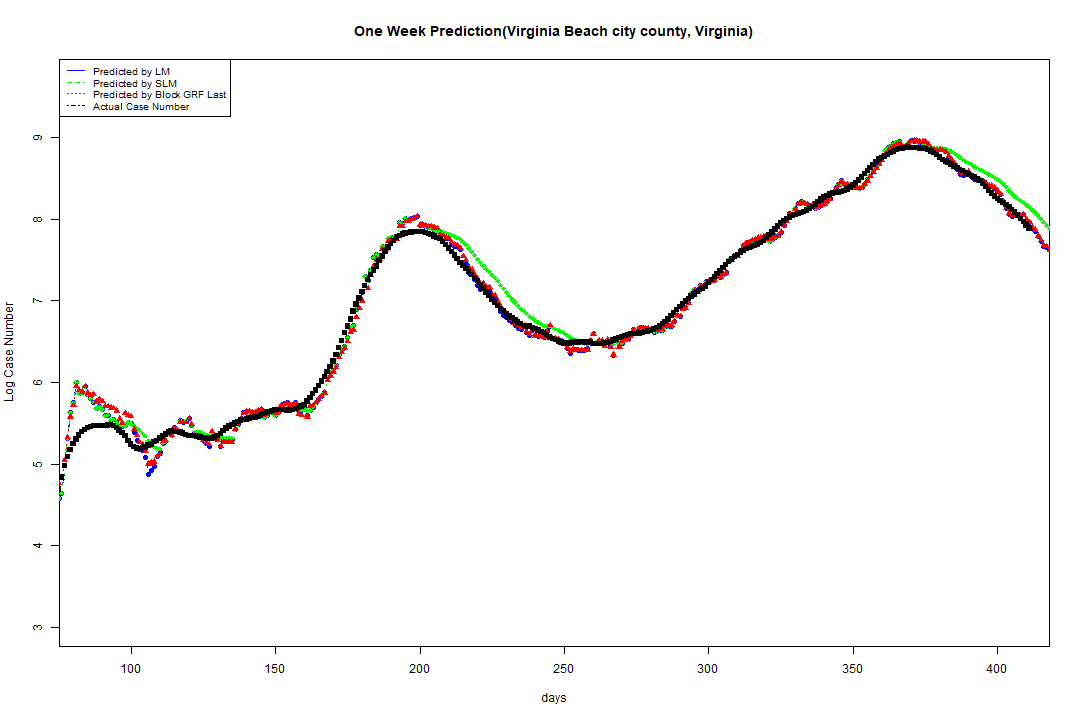 One Week Prediction(Virginia Beach city county, Virginia)
Predicted by LM
Predicted by SLM
Predicted by Block GRF Last
Actual Case Number
9
8
7
6
5
4
3
Log Case Number
100 150 200 250 300 350 400
days